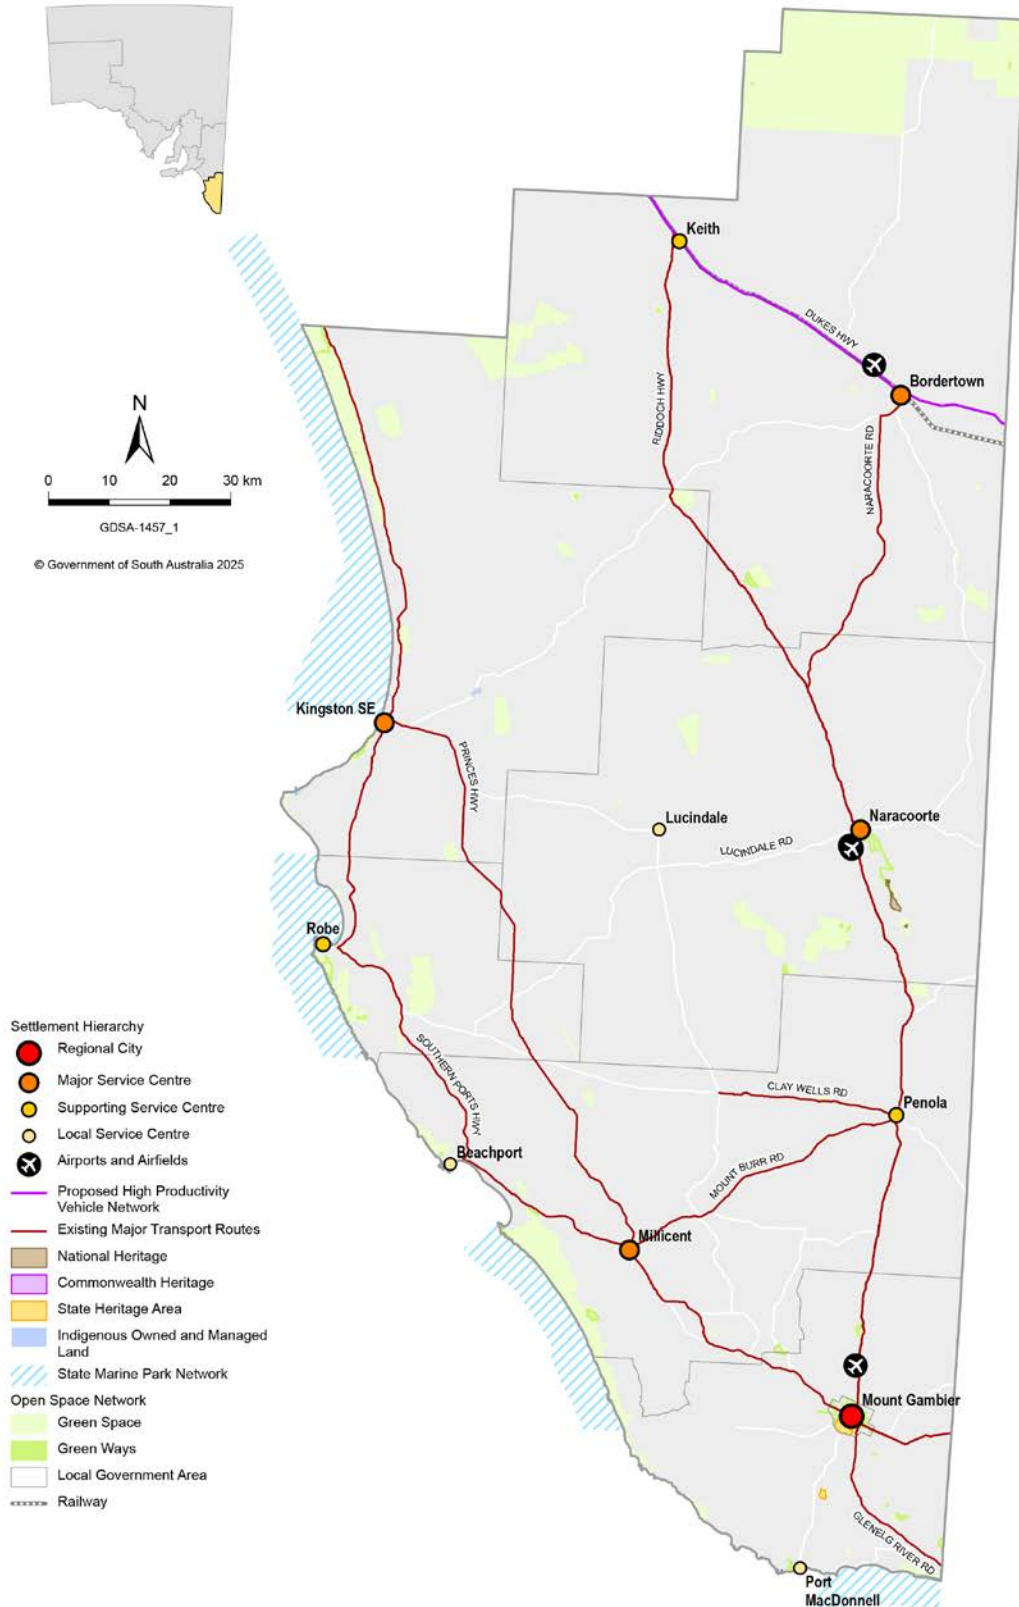 Keith
DUKES HWY
Bordertown
RIDDOCH HWY
NARACOORTE RD
N
0 10 20 30 km
GDSA-1457_1
© Government of South Australia 2025
Kingston SE
PRINCES HWY
Lucindale
Naracoorte
LUCINDALE RD
Robe
SOUTHERN PORTS HWY
CLAY WELLS RD
Penola
Beachport
MOUNT BURR RD
Millicent
Mount Gambier
GLENELG RIVER RD
Port
MacDonnell
Settlement Hierarchy
Regional City
Major Service Centre
Supporting Service Centre
Local Service Centre
Airports and Airfields
Proposed High Productivity
Vehicle Network
Existing Major Transport Routes
National Heritage
Commonwealth Heritage
State Heritage Area
Indigenous Owned and Managed
Land
State Marine Park Network
Open Space Network
Green Space
Green Ways
Local Government Area
Railway